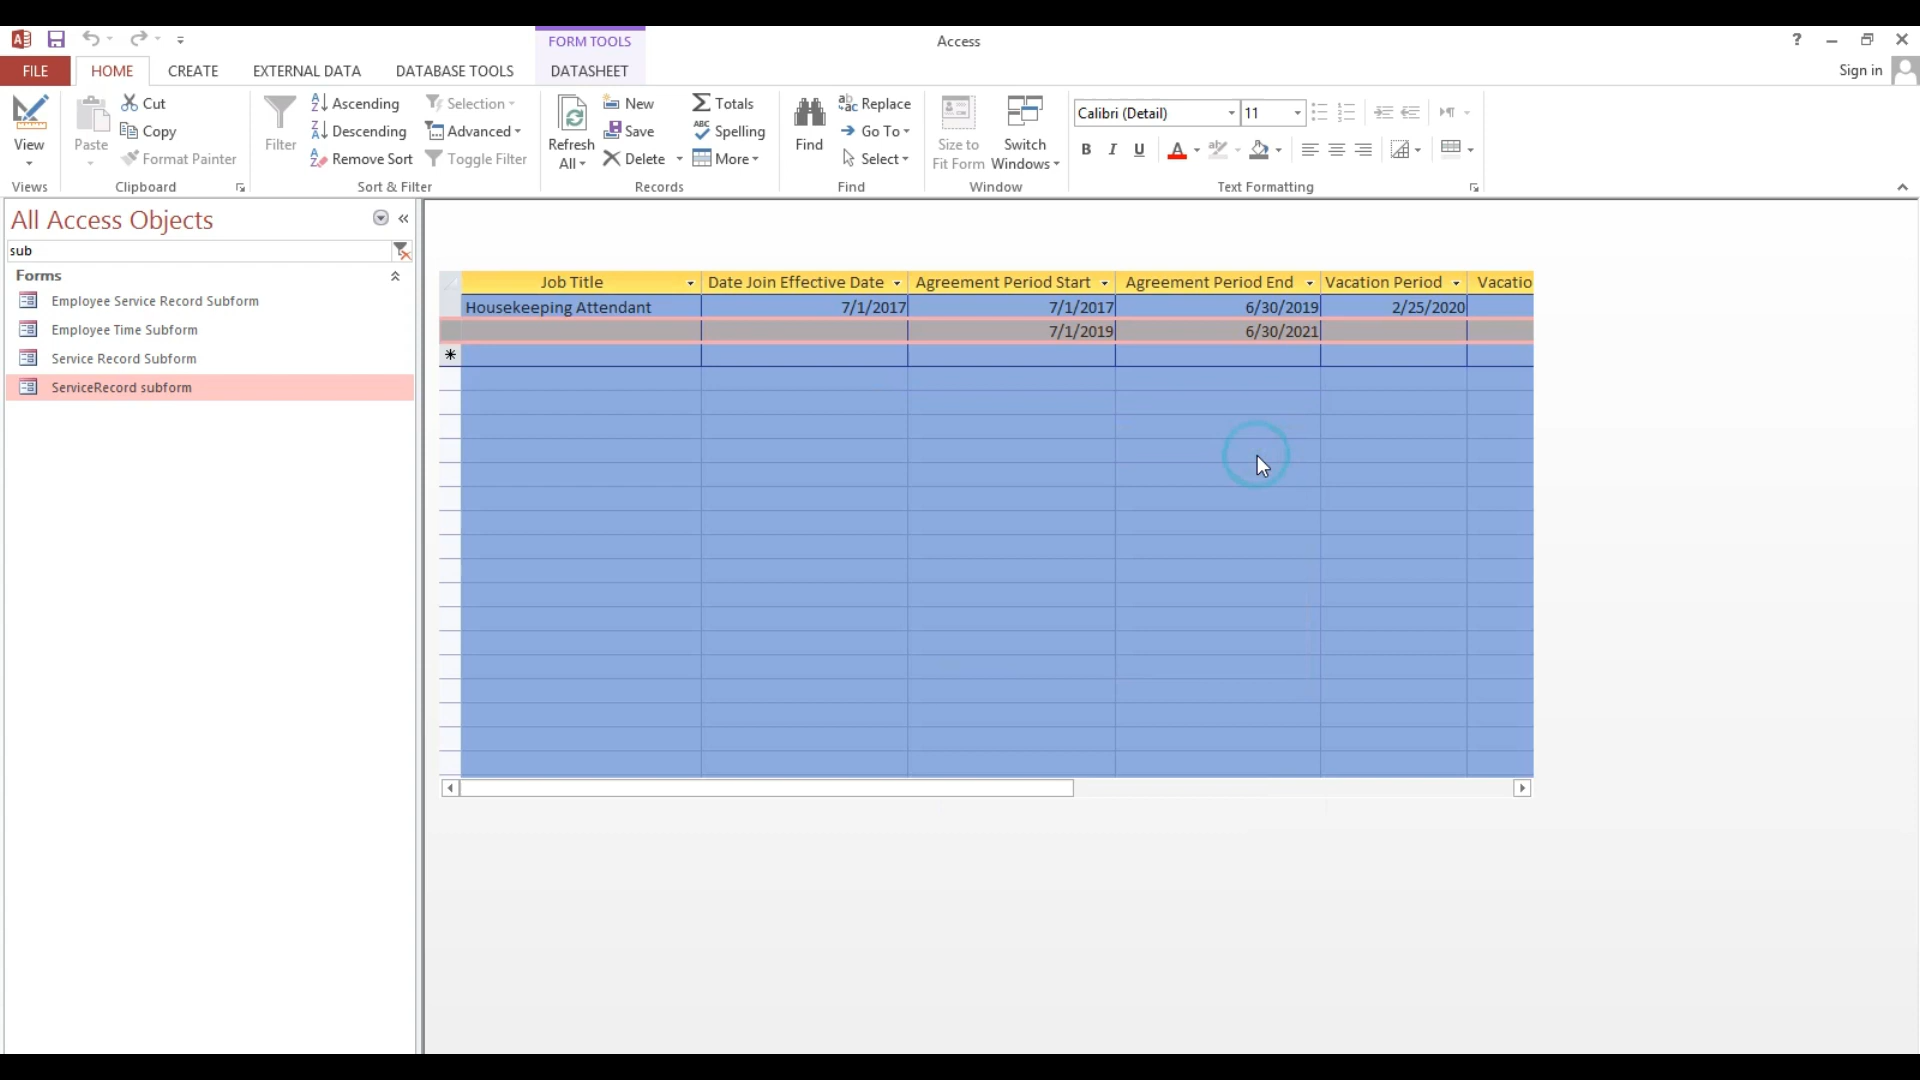 FORM TOOLS
Access
?
FILE
HOME
CREATE
EXTERNAL DATA
DATABASE TOOLS
DATASHEET
Sign in
View
Views
Paste
Cut
Copy
Format Painter
Clipboard
Filter
Ascending
Descending
Remove Sort
Selection
Advanced
Toggle Filter
Sort & Filter
Refresh
All
New
Save
Delete
Totals
Spelling
More
Records
Find
Replace
Go To
Select
Find
Size to
Fit Form
Switch
Windows
Window
Calibri (Detail)
11
B I U
Text Formatting
All Access Objects
sub
Forms
Employee Service Record Subform
Employee Time Subform
Service Record Subform
ServiceRecord subform
Job Title Date Join Effective Date Agreement Period Start Agreement Period End Vacation Period Vacatio
Housekeeping Attendant 7/1/2017 7/1/2017 6/30/2019 2/25/2020
7/1/2019 6/30/2021